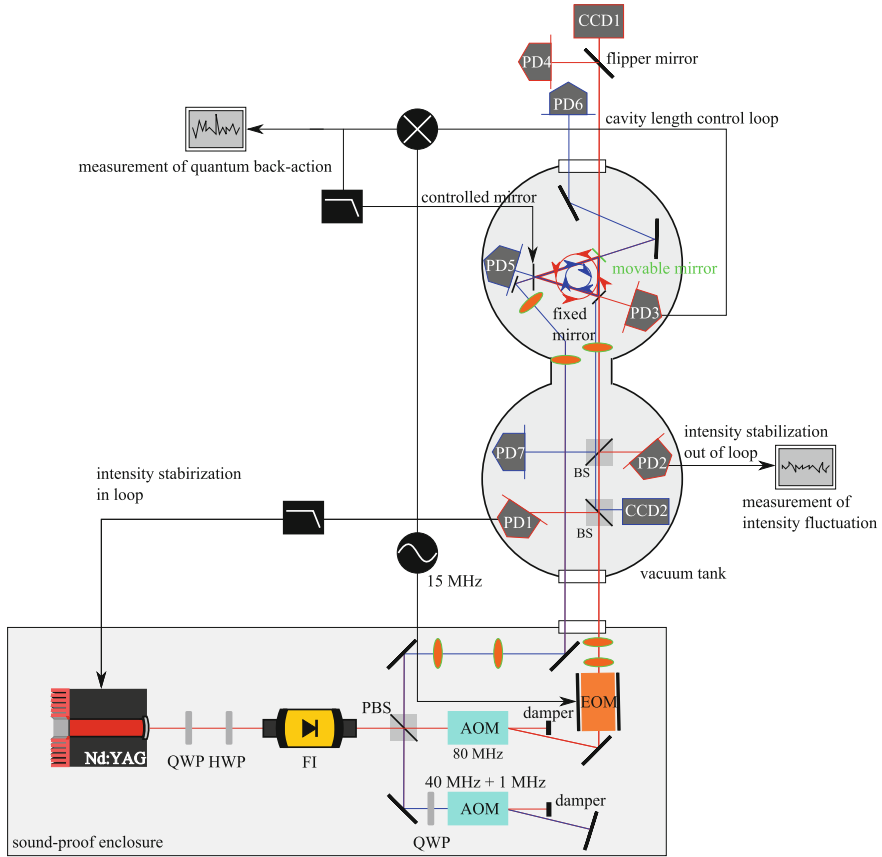 CCD1
PD4
flipper mirror
PD6
cavity length control loop
measurement of quantum back-action
controlled mirror
PD5
movable mirror
fixed
mirror
PD3
intensity stabilization
out of loop
PD7
BS
PD2
intensity stabirization
in loop
measurement of
intensity fluctuation
PD1
CCD2
BS
15 MHz
vacuum tank
EOM
PBS
damper
AOM
Nd:YAG
QWP
HWP
FI
80 MHz
40 MHz + 1 MHz
damper
AOM
QWP
sound-proof enclosure